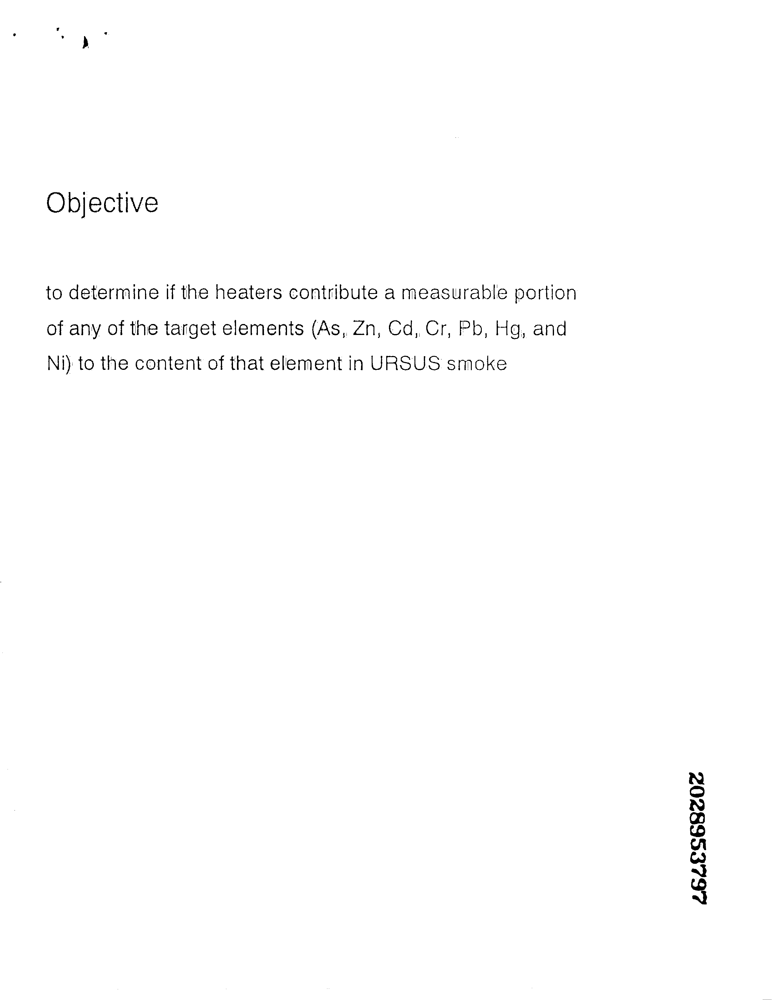 Objective
to determine if the heaters contribute a measurable portion
of any of the target elements (As, Zn, Cd, Cr, Pb, Hg, and
Ni) to the content of that element in URSUS smoke
2028953797